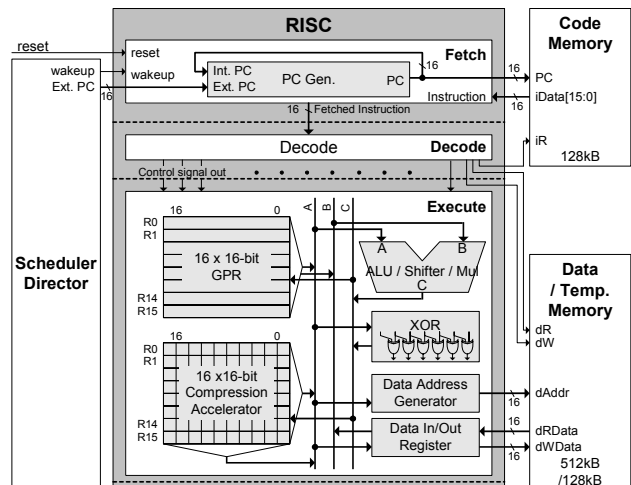 RISC
Code
Memory
reset
reset
Fetch
wakeup
wakeup
Int. PC
16
Ext. PC
16
Ext. PC
PC Gen.
PC
16
PC
Instruction
16
iData[15:0]
16
Fetched Instruction
Decode
Decode
iR
128kB
Control signal out
A
B
C
Execute
16
0
R0
R1
16 x 16-bit
GPR
R14
R15
A
B
ALU / Shifter / Mul
C
Scheduler
Director
Data
/ Temp.
Memory
dR
dW
XOR
16
0
R0
R1
16 x16-bit
Compression
Accelerator
R14
R15
Data Address
Generator
16
dAddr
Data In/Out
Register
16
dRData
16
dWData
512kB
/128kB